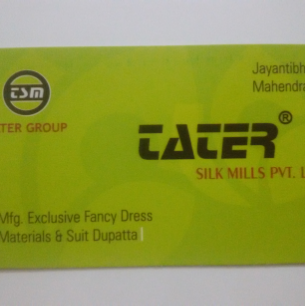 Jayantibh
Mahendra
TSM
TER GROUP
TATER®
SILK MILLS PVT. L
Mfg. Exclusive Fancy Dress
Materials & Suit Dupatta